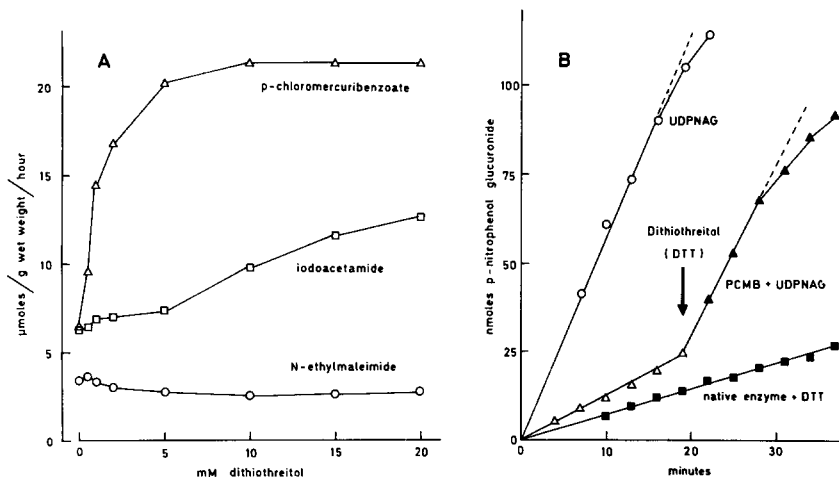 A
μmoles / g wet weight / hour
20
15
10
5
0
p-chloromercuribenzoate
iodoacetamide
N-ethylmaleimide
0 5 10 15 20
mM dithiothreitol
B
nmoles p-nitrophenol glucuronide
100
75
50
25
0
UDPNAG
Dithiothreitol
(DTT)
PCMB + UDPNAG
native enzyme + DTT
0 10 20 30
minutes